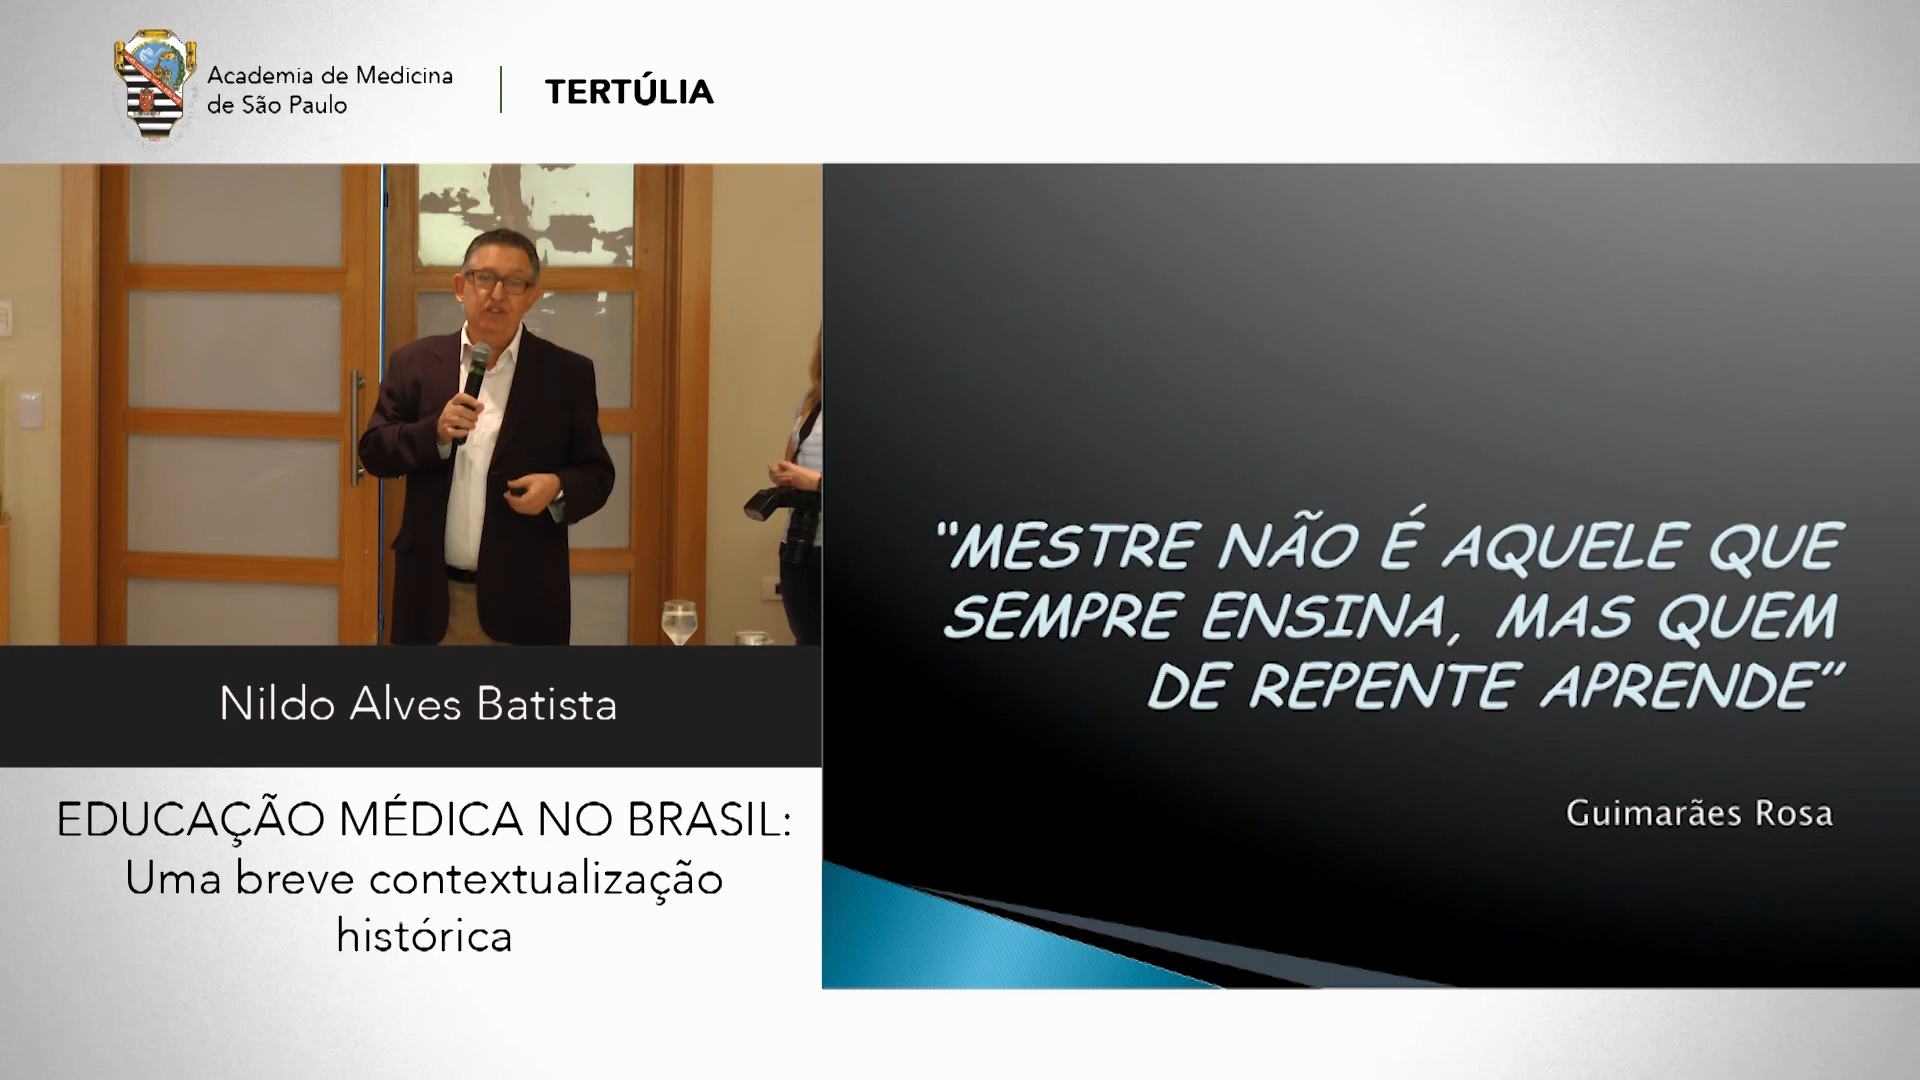 Academia de Medicina
de São Paulo
TERTÚLIA
Nildo Alves Batista
EDUCAÇÃO MÉDICA NO BRASIL:
Uma breve contextualização
histórica
"MESTRE NÃO É AQUELE QUE
SEMPRE ENSINA, MAS QUEM
DE REPENTE APRENDE”
Guimarães Rosa